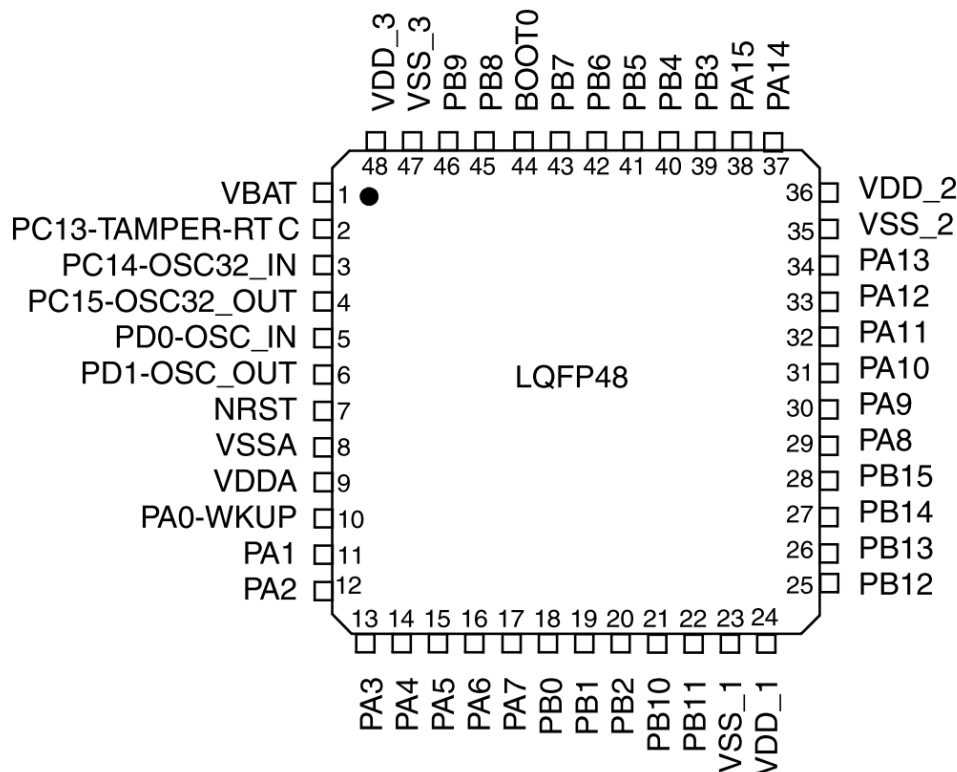 VDD_3
VSS_3
PB9
PB8
BOOT0
PB7
PB6
PB5
PB4
PB3
PA15
PA14
48 47 46 45 44 43 42 41 40 39 38 37
VBAT 1
PC13-TAMPER-RT C 2
PC14-OSC32_IN 3
PC15-OSC32_OUT 4
PD0-OSC_IN 5
PD1-OSC_OUT 6
NRST 7
VSSA 8
VDDA 9
PA0-WKUP 10
PA1 11
PA2 12
LQFP48
36 VDD_2
35 VSS_2
34 PA13
33 PA12
32 PA11
31 PA10
30 PA9
29 PA8
28 PB15
27 PB14
26 PB13
25 PB12
13 14 15 16 17 18 19 20 21 22 23 24
PA3
PA4
PA5
PA6
PA7
PB0
PB1
PB2
PB10
PB11
VSS_1
VDD_1